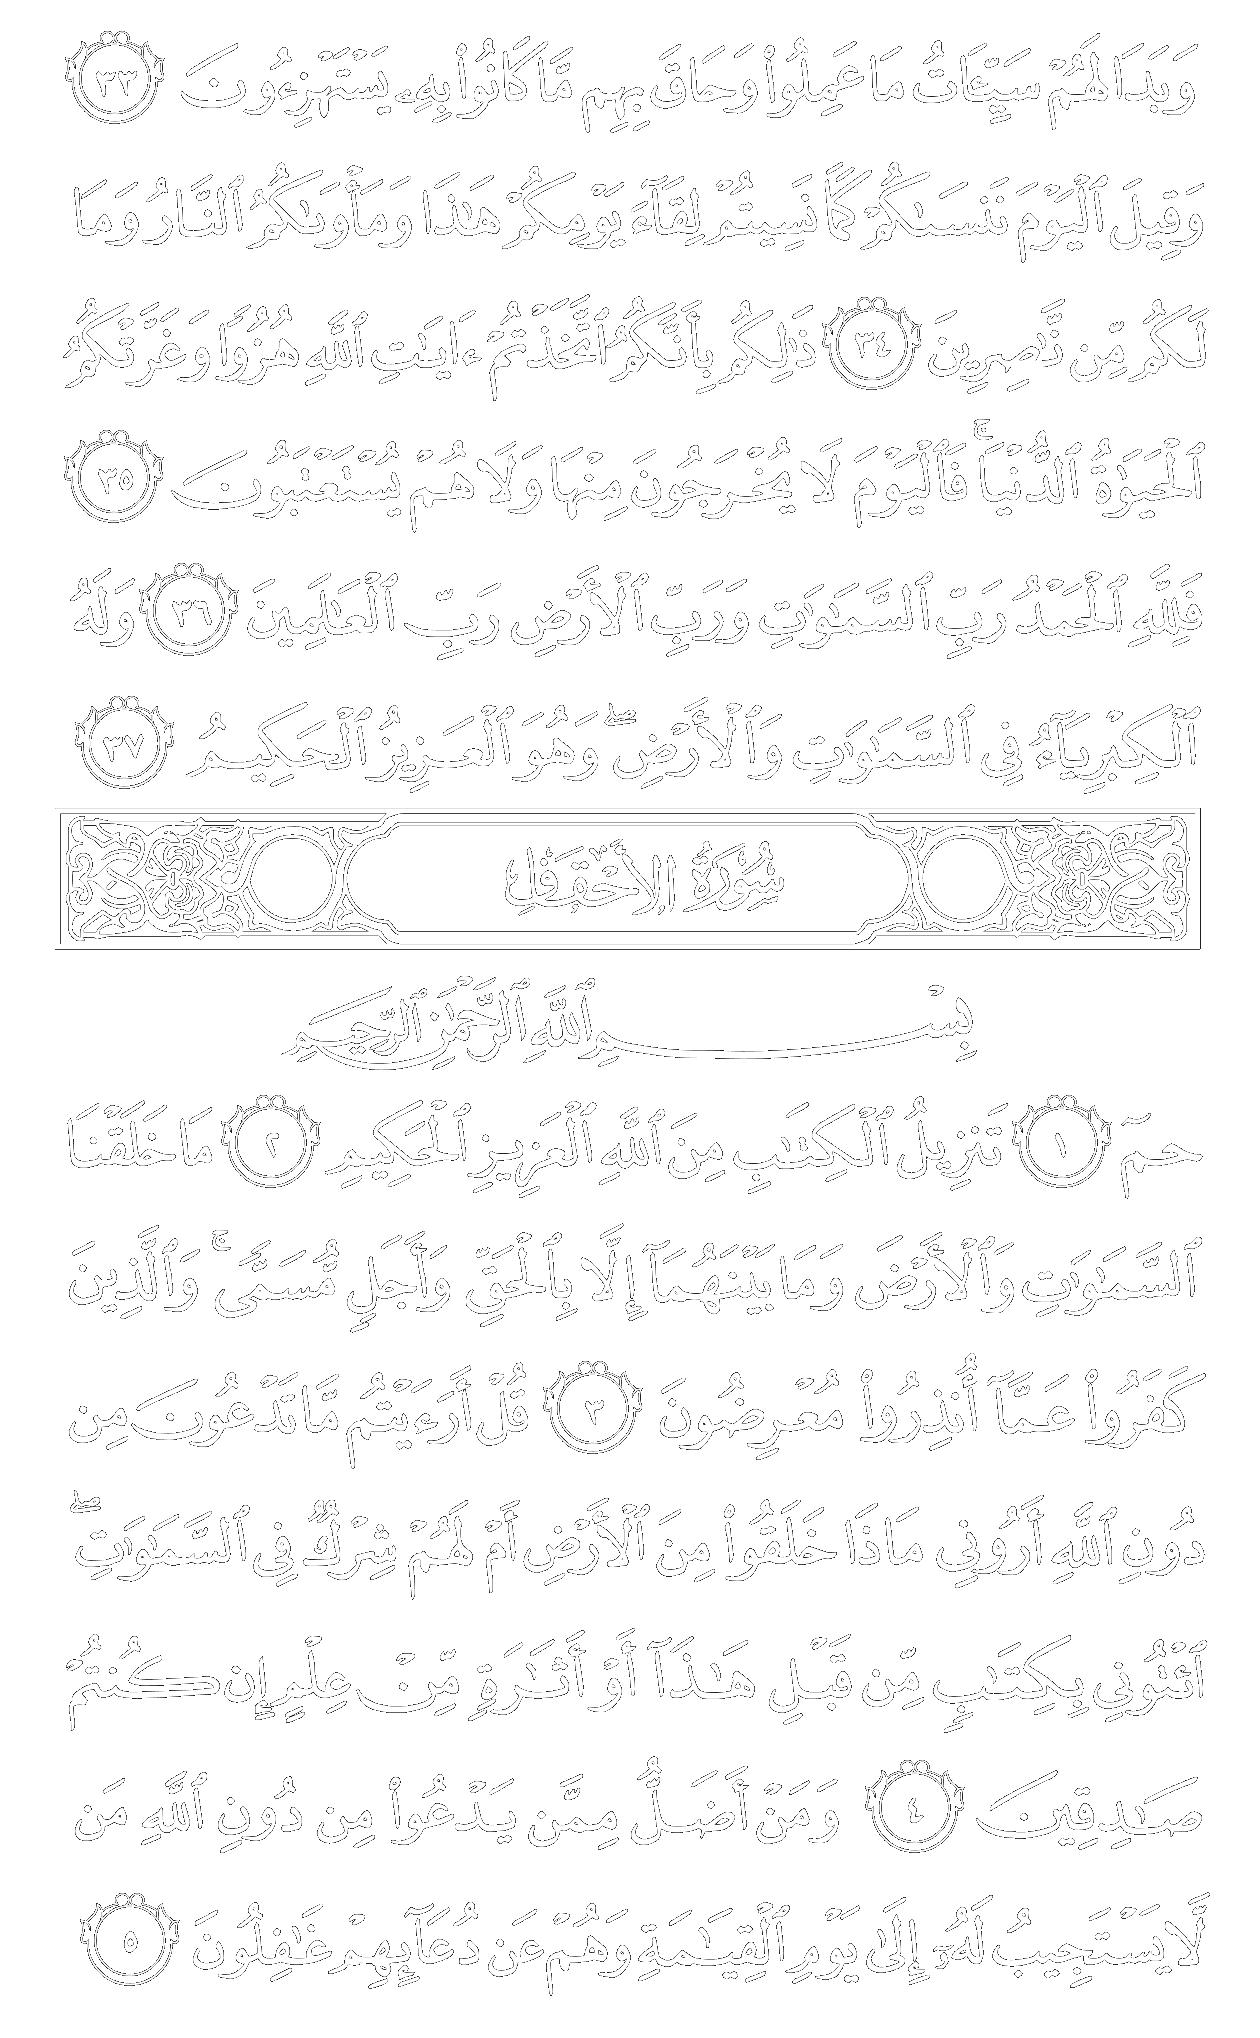 وَبَدَا لَهُمْ سَيِّـَٔاتُ مَا عَمِلُوا۟ وَحَاقَ بِهِم مَّا كَانُوا۟ بِهِۦ يَسْتَهْزِءُونَ ٣٣
وَقِيلَ ٱلْيَوْمَ نَنسَىٰكُمْ كَمَا نَسِيتُمْ لِقَآءَ يَوْمِكُمْ هَٰذَا وَمَأْوَىٰكُمُ ٱلنَّارُ وَمَا
لَكُم مِّن نَّٰصِرِينَ ٣٤ ذَٰلِكُم بِأَنَّكُمُ ٱتَّخَذْتُمْ ءَايَٰتِ ٱللَّهِ هُزُوًا وَغَرَّتْكُمُ
ٱلْحَيَوٰةُ ٱلدُّنْيَا ۚ فَٱلْيَوْمَ لَا يُخْرَجُونَ مِنْهَا وَلَا هُمْ يُسْتَعْتَبُونَ ٣٥
فَلِلَّهِ ٱلْحَمْدُ رَبِّ ٱلسَّمَٰوَٰتِ وَرَبِّ ٱلْأَرْضِ رَبِّ ٱلْعَٰلَمِينَ ٣٦ وَلَهُ
ٱلْكِبْرِيَآءُ فِى ٱلسَّمَٰوَٰتِ وَٱلْأَرْضِ ۖ وَهُوَ ٱلْعَزِيزُ ٱلْحَكِيمُ ٣٧
سُورَةُ الأَحْقَافِ
بِسْمِ ٱللَّهِ ٱلرَّحْمَٰنِ ٱلرَّحِيمِ
حمٓ ١ تَنزِيلُ ٱلْكِتَٰبِ مِنَ ٱللَّهِ ٱلْعَزِيزِ ٱلْحَكِيمِ ٢ مَا خَلَقْنَا
ٱلسَّمَٰوَٰتِ وَٱلْأَرْضَ وَمَا بَيْنَهُمَآ إِلَّا بِٱلْحَقِّ وَأَجَلٍ مُّسَمًّى ۚ وَٱلَّذِينَ
كَفَرُوا۟ عَمَّآ أُنذِرُوا۟ مُعْرِضُونَ ٣ قُلْ أَرَءَيْتُم مَّا تَدْعُونَ مِن
دُونِ ٱللَّهِ أَرُونِى مَاذَا خَلَقُوا۟ مِنَ ٱلْأَرْضِ أَمْ لَهُمْ شِرْكٌ فِى ٱلسَّمَٰوَٰتِ ۖ
ٱئْتُونِى بِكِتَٰبٍ مِّن قَبْلِ هَٰذَآ أَوْ أَثَٰرَةٍ مِّنْ عِلْمٍ إِن كُنتُمْ
صَٰدِقِينَ ٤ وَمَنْ أَضَلُّ مِمَّن يَدْعُوا۟ مِن دُونِ ٱللَّهِ مَن
لَّا يَسْتَجِيبُ لَهُۥٓ إِلَىٰ يَوْمِ ٱلْقِيَٰمَةِ وَهُمْ عَن دُعَآئِهِمْ غَٰفِلُونَ ٥